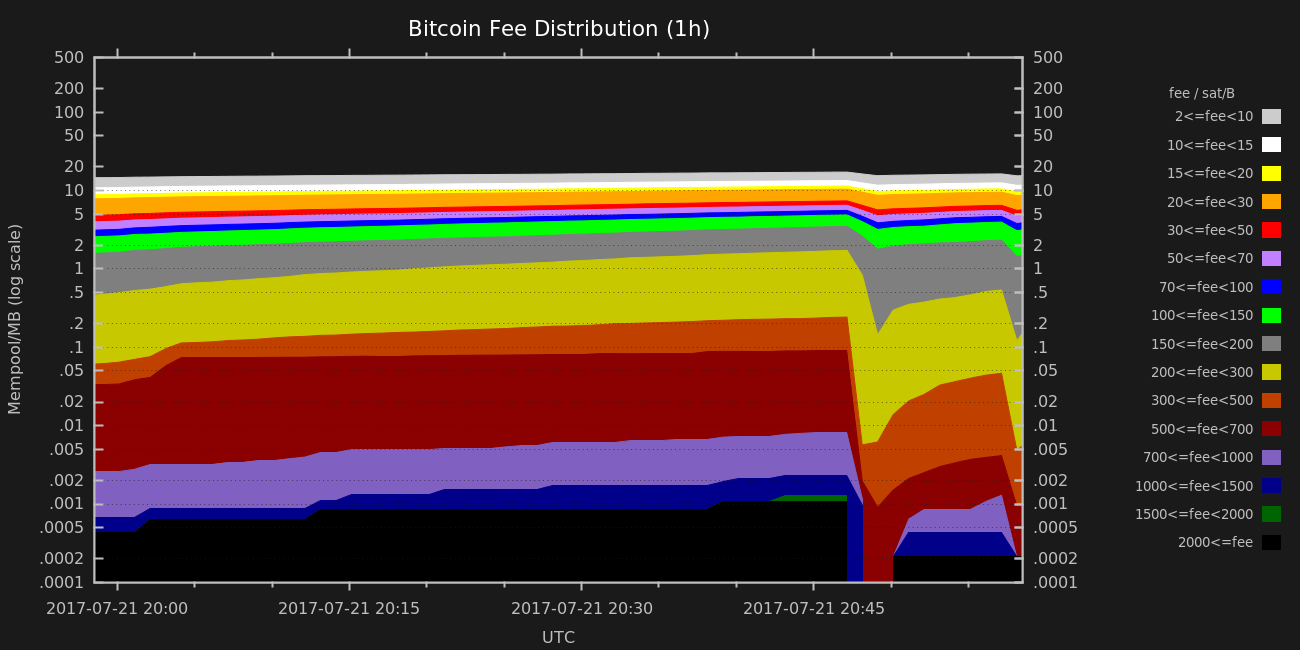 Bitcoin Fee Distribution (1h)
Mempool/MB (log scale)
500
200
100
50
20
10
5
2
1
.5
.2
.1
.05
.02
.01
.005
.002
.001
.0005
.0002
.0001
500
200
100
50
20
10
5
2
1
.5
.2
.1
.05
.02
.01
.005
.002
.001
.0005
.0002
.0001
2017-07-21 20:00
2017-07-21 20:15
2017-07-21 20:30
2017-07-21 20:45
UTC
fee / sat/B
2<=fee<10
10<=fee<15
15<=fee<20
20<=fee<30
30<=fee<50
50<=fee<70
70<=fee<100
100<=fee<150
150<=fee<200
200<=fee<300
300<=fee<500
500<=fee<700
700<=fee<1000
1000<=fee<1500
1500<=fee<2000
2000<=fee